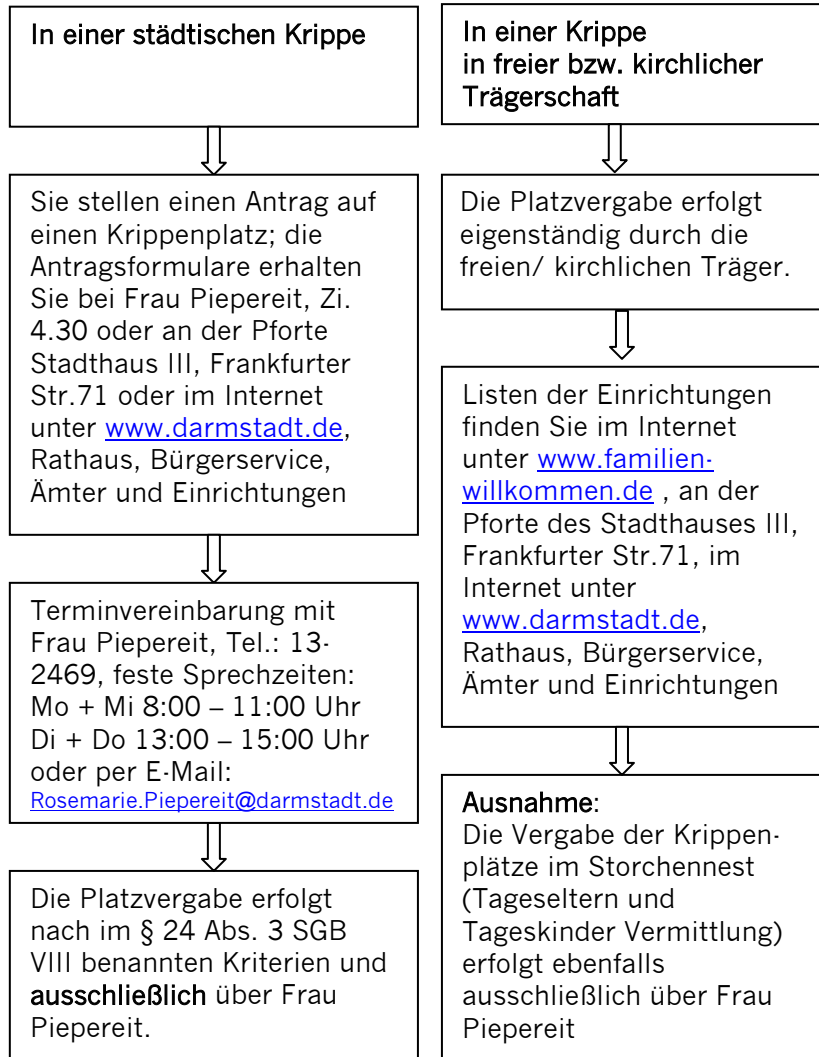 In einer städtischen Krippe
Sie stellen einen Antrag auf
einen Krippenplatz; die
Antragsformulare erhalten
Sie bei Frau Piepereit, Zi.
4.30 oder an der Pforte
Stadthaus III, Frankfurter
Str.71 oder im Internet
unter www.darmstadt.de,
Rathaus, Bürgerservice,
Ämter und Einrichtungen
Terminvereinbarung mit
Frau Piepereit, Tel.: 13-
2469, feste Sprechzeiten:
Mo + Mi 8:00 – 11:00 Uhr
Di + Do 13:00 – 15:00 Uhr
oder per E-Mail:
Rosemarie.Piepereit@darmstadt.de
Die Platzvergabe erfolgt
nach im § 24 Abs. 3 SGB
VIII benannten Kriterien und
ausschließlich über Frau
Piepereit.
In einer Krippe
in freier bzw. kirchlicher
Trägerschaft
Die Platzvergabe erfolgt
eigenständig durch die
freien/ kirchlichen Träger.
Listen der Einrichtungen
finden Sie im Internet
unter www.familien-
willkommen.de , an der
Pforte des Stadthauses III,
Frankfurter Str.71, im
Internet unter
www.darmstadt.de,
Rathaus, Bürgerservice,
Ämter und Einrichtungen
Ausnahme:
Die Vergabe der Krippen-
plätze im Storchennest
(Tageseltern und
Tageskinder Vermittlung)
erfolgt ebenfalls
ausschließlich über Frau
Piepereit